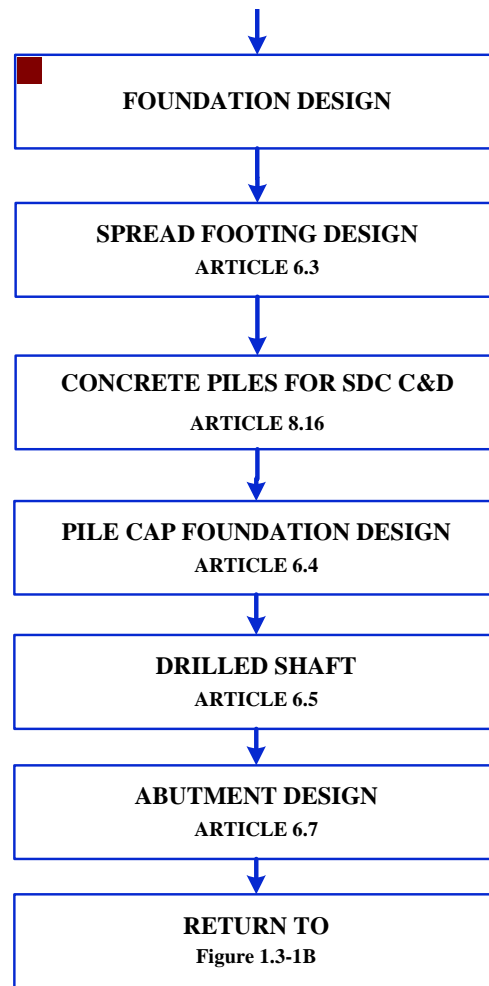 FOUNDATION DESIGN
SPREAD FOOTING DESIGN
ARTICLE 6.3
CONCRETE PILES FOR SDC C&D
ARTICLE 8.16
PILE CAP FOUNDATION DESIGN
ARTICLE 6.4
DRILLED SHAFT
ARTICLE 6.5
ABUTMENT DESIGN
ARTICLE 6.7
RETURN TO
Figure 1.3-1B